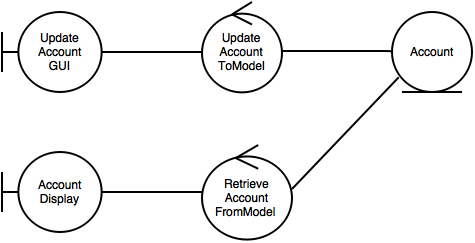 Update
Account
GUI
Update
Account
ToModel
Account
Account
Display
Retrieve
Account
FromModel